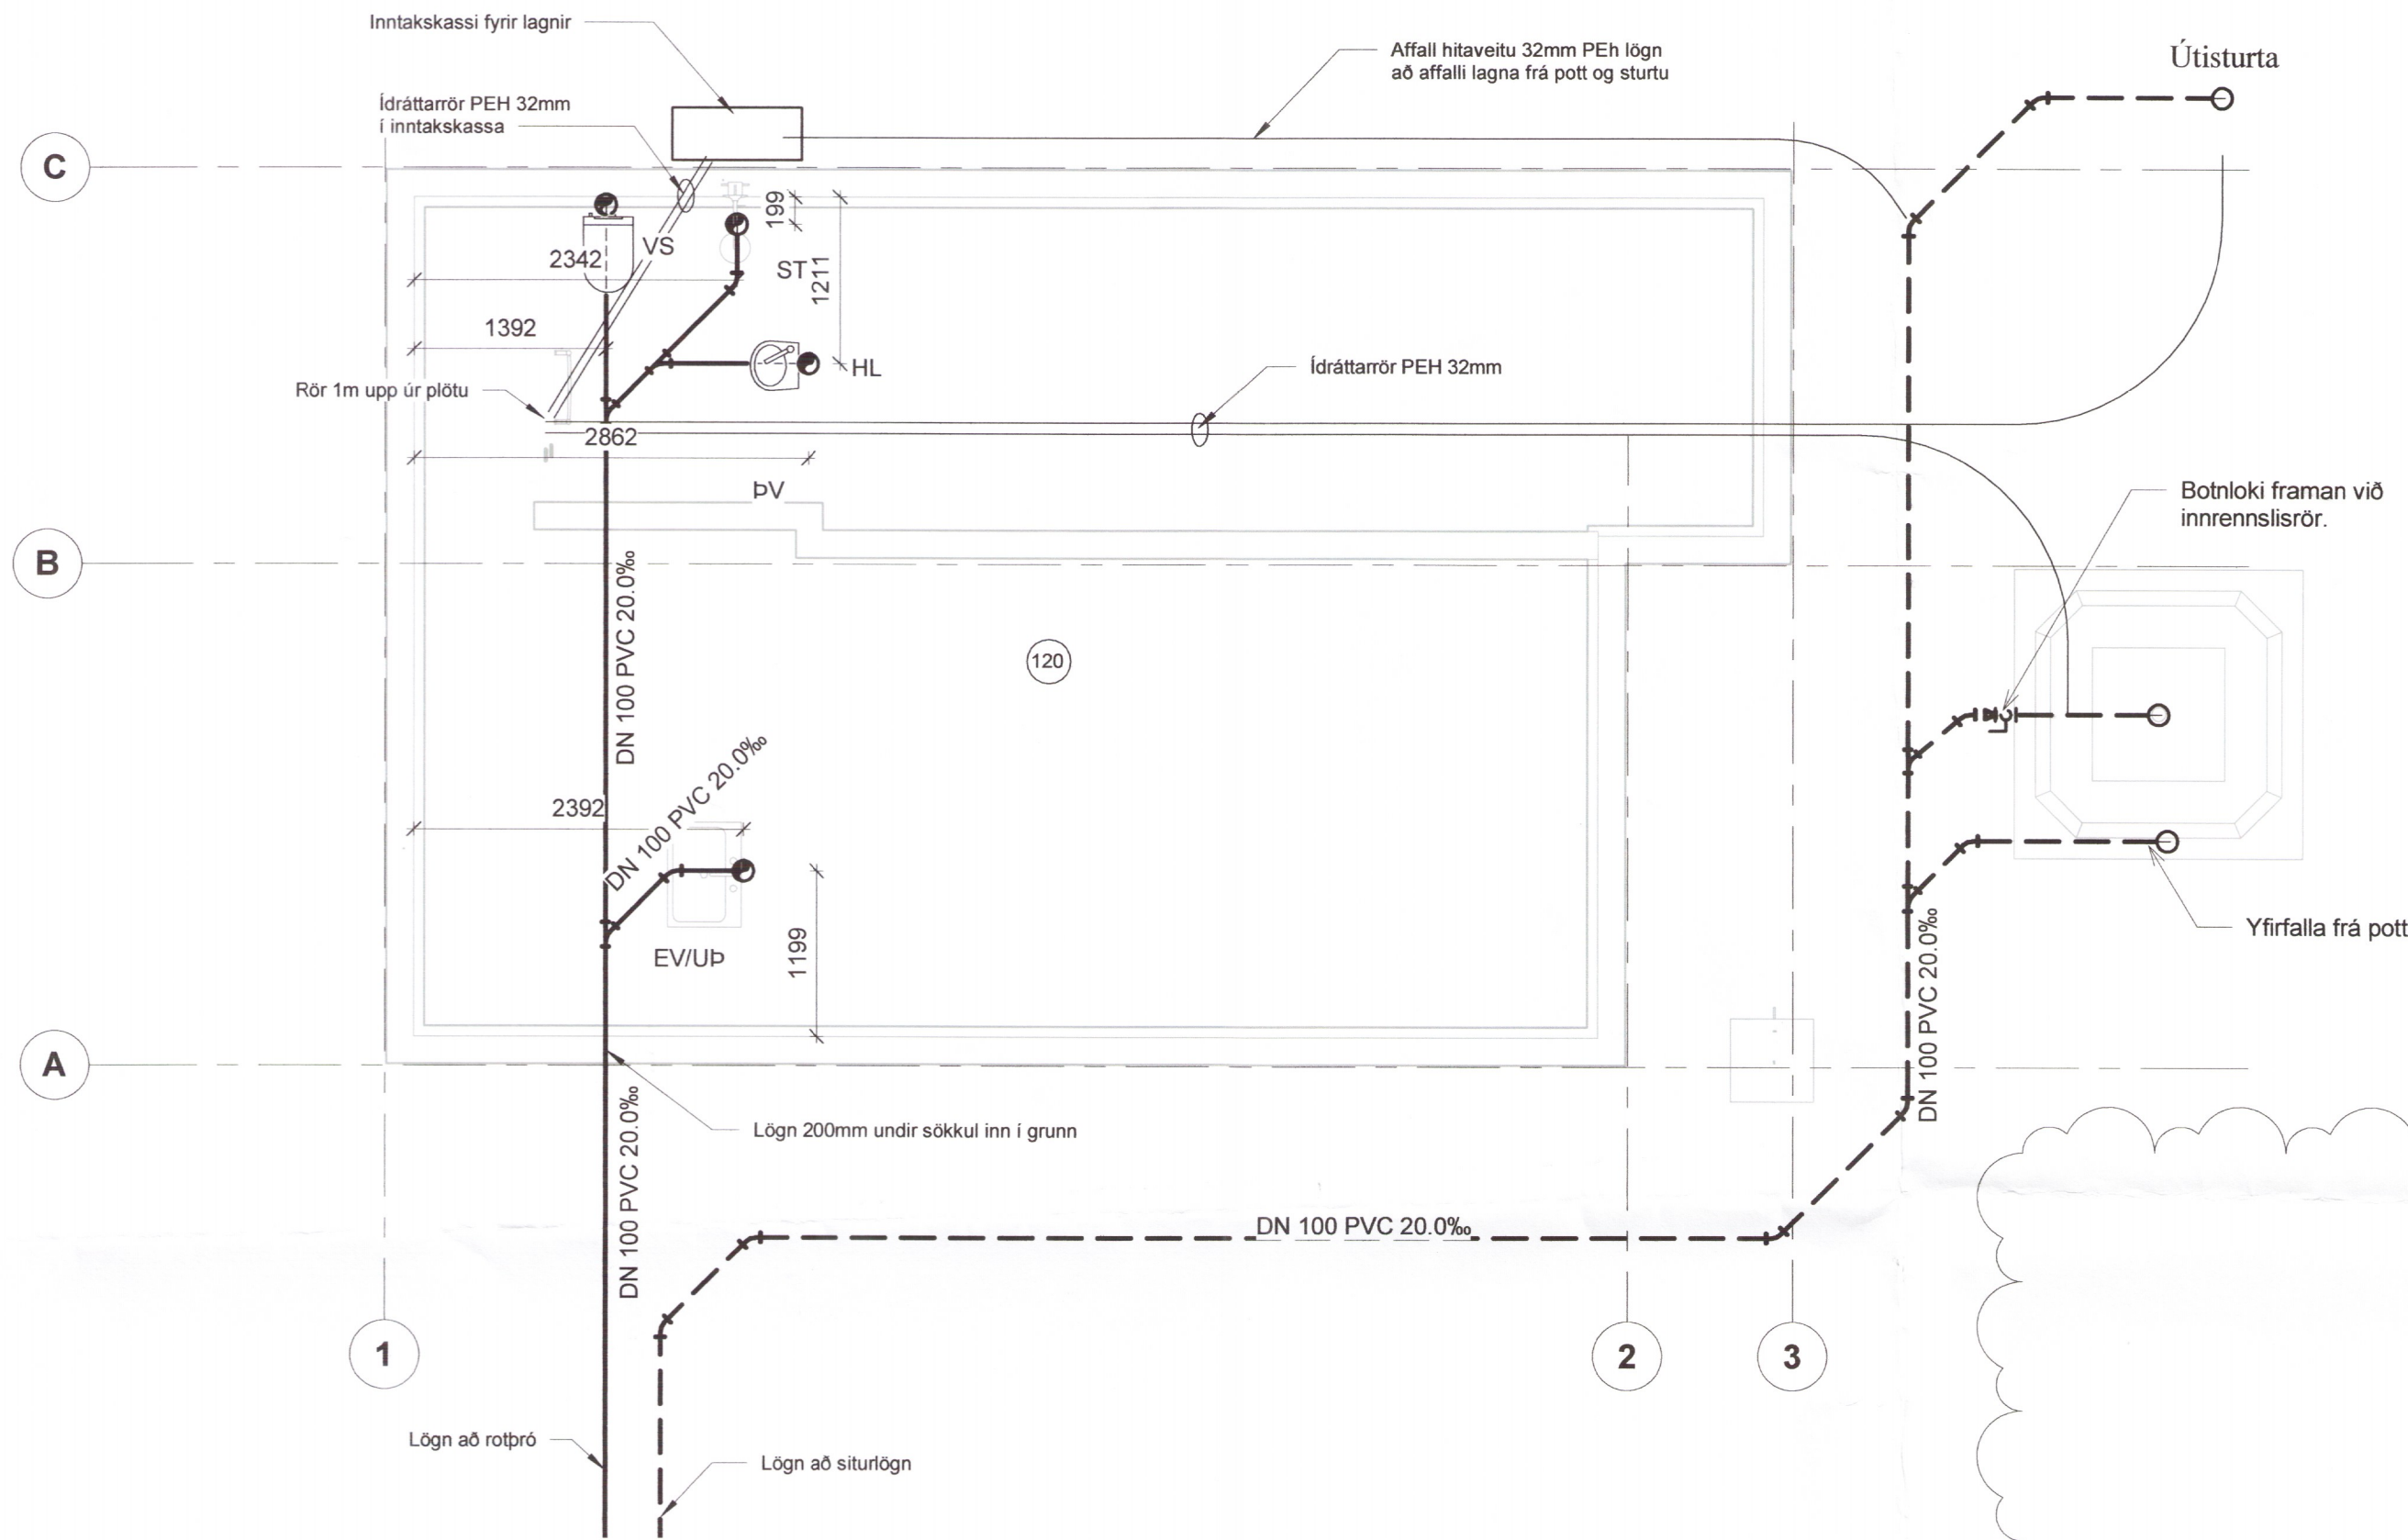 Inntakskassi fyrir lagnir
Affall hitaveitu 32mm PEh lögn
að affalli lagna frá pott og sturtu
Útisturta
Ídráttarrör PEH 32mm
í inntakskassa
C
199
VS
2342
ST
1211
1392
HL
Ídráttarrör PEH 32mm
Rör 1m upp úr plötu
2862
ÞV
Botnloki framan við
innrennslisrör.
B
DN 100 PVC 20.0‰
120
DN 100 PVC 20.0‰
2392
EV/UÞ
1199
Yfirfalla frá pott
DN 100 PVC 20.0‰
A
Lögn 200mm undir sökkul inn í grunn
DN 100 PVC 20.0‰
DN 100 PVC 20.0‰
1
2
3
Lögn að rotþró
Lögn að siturlögn